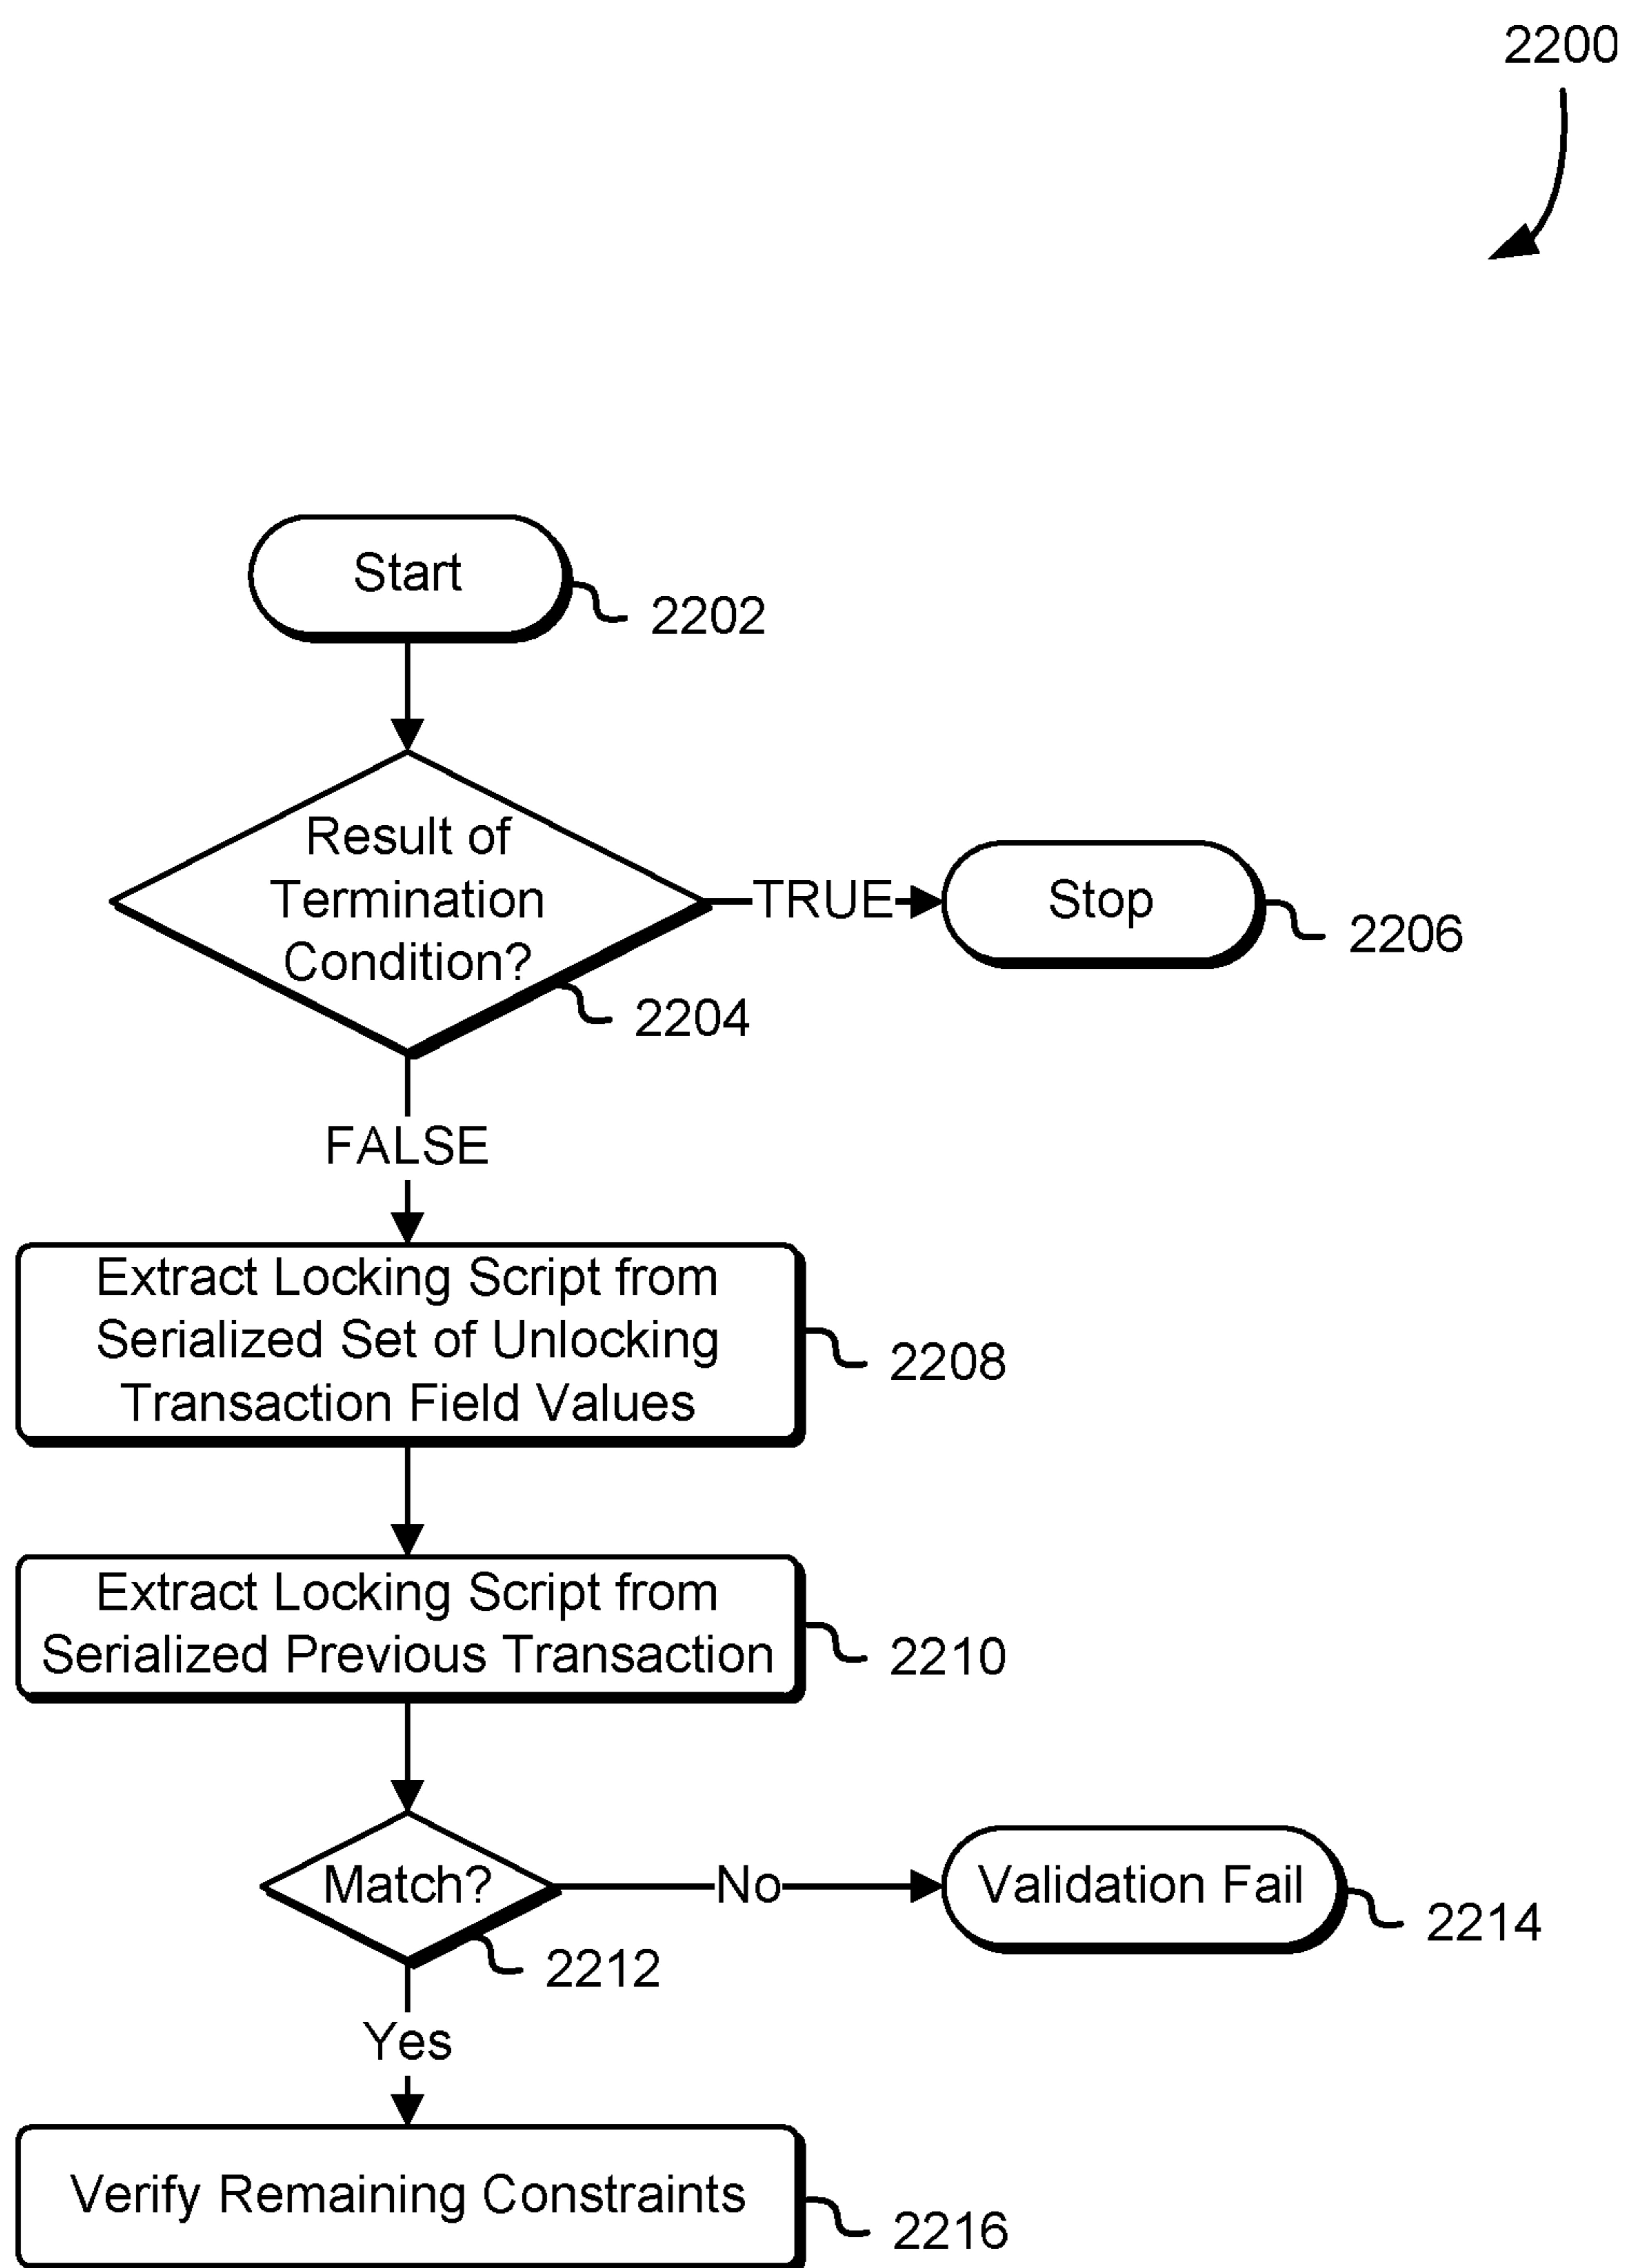 2200
Start
2202
Result of
Termination
Condition?
TRUE
Stop
2206
2204
FALSE
Extract Locking Script from
Serialized Set of Unlocking
Transaction Field Values
2208
Extract Locking Script from
Serialized Previous Transaction
2210
Match?
No
Validation Fail
2214
2212
Yes
Verify Remaining Constraints
2216